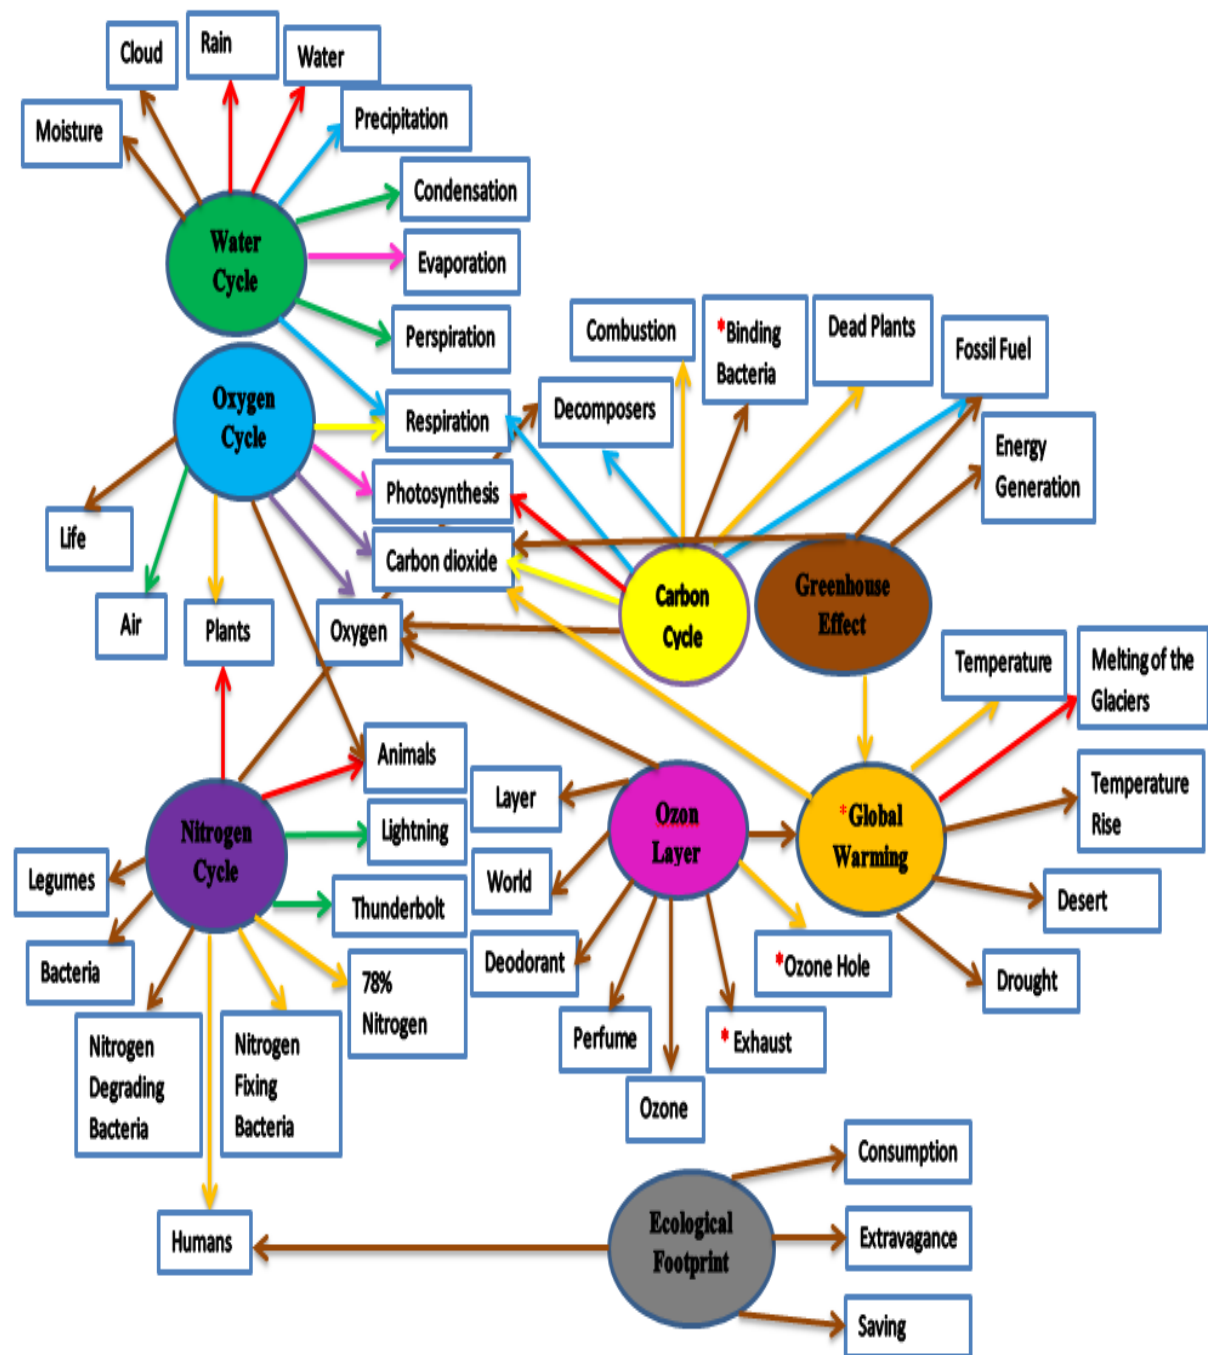 Cloud
Rain
Water
Moisture
Precipitation
Condensation
Water
Cycle
Evaporation
Perspiration
Combustion
*Binding
Bacteria
Dead Plants
Fossil Fuel
Oxygen
Cycle
Respiration
Decomposers
Energy
Generation
Photosynthesis
Life
Carbon dioxide
Carbon
Cycle
Greenhouse
Effect
Air
Plants
Oxygen
Temperature
Melting of the
Glaciers
Animals
Layer
Ozon
Layer
*Global
Warming
Temperature
Rise
Nitrogen
Cycle
Lightning
Legumes
World
Desert
Thunderbolt
Bacteria
78%
Nitrogen
Deodorant
*Ozone Hole
Drought
Nitrogen
Degrading
Bacteria
Nitrogen
Fixing
Bacteria
Perfume
* Exhaust
Ozone
Consumption
Humans
Ecological
Footprint
Extravagance
Saving